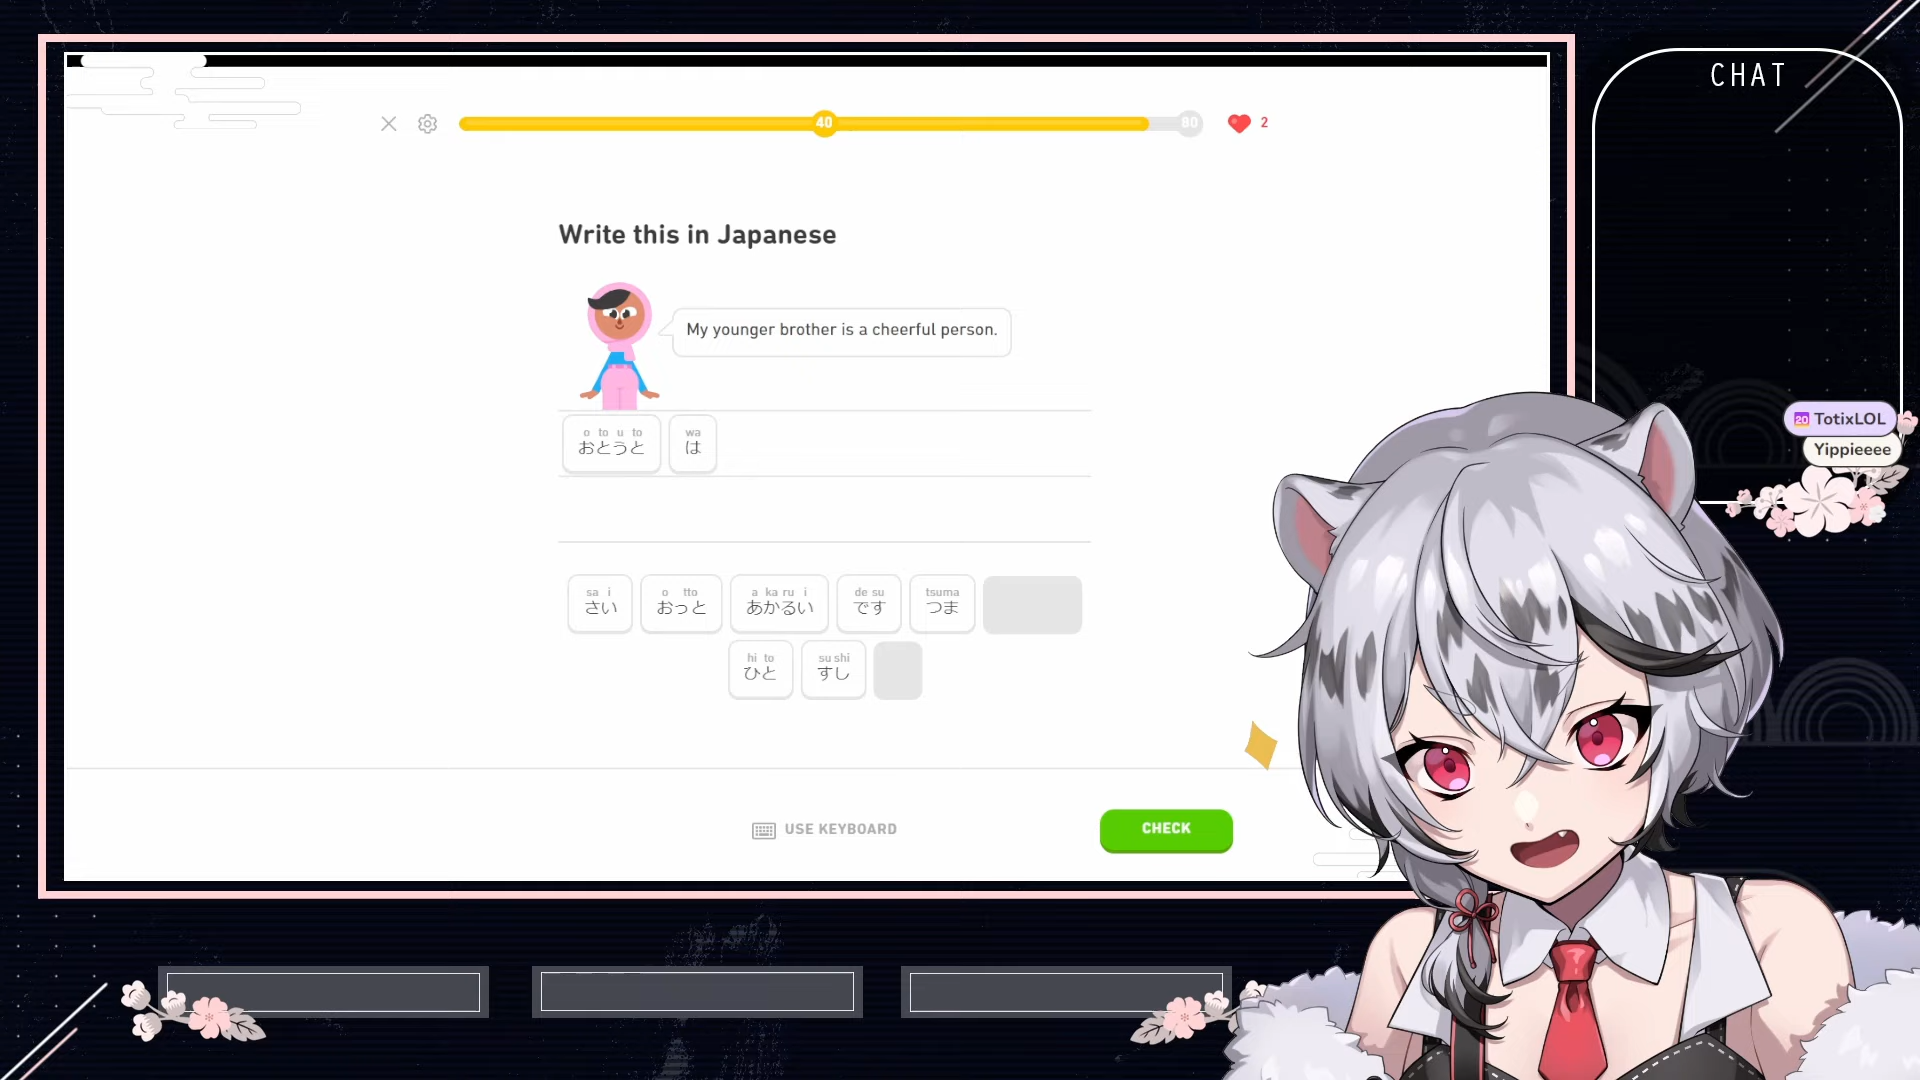 CHAT
40
80
2
Write this in Japanese
My younger brother is a cheerful person.
TotixLOL
Yippieeee
o to u to
おとうと
wa
は
sa i
さい
o tto
おっと
a ka ru i
あかるい
de su
です
tsuma
つま
hi to
ひと
su shi
すし
USE KEYBOARD
CHECK